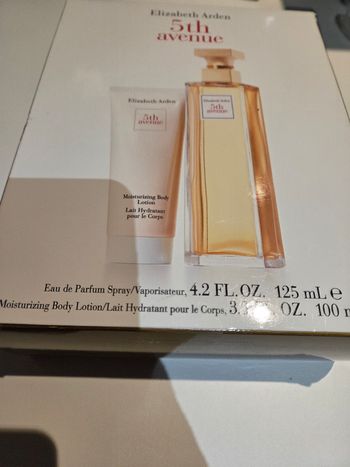 Elizabeth Arden
5th
avenue
Elizabeth Arden
5th
avenue
Moisturizing Body
Lotion
Lait Hydratant
pour le Corps
Elizabeth Arden
5th
avenue
Eau de Parfum Spray/Vaporisateur, 4.2 FL.OZ. 125 mL e
Moisturizing Body Lotion/Lait Hydratant pour le Corps, OZ. 100